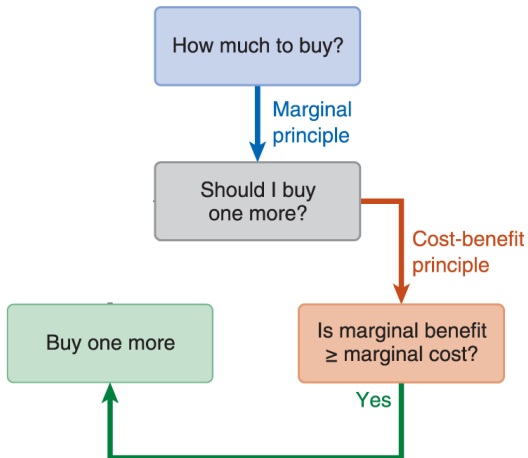 How much to buy?
Marginal
principle
Should I buy
one more?
Cost-benefit
principle
Is marginal benefit
≥ marginal cost?
Buy one more
Yes